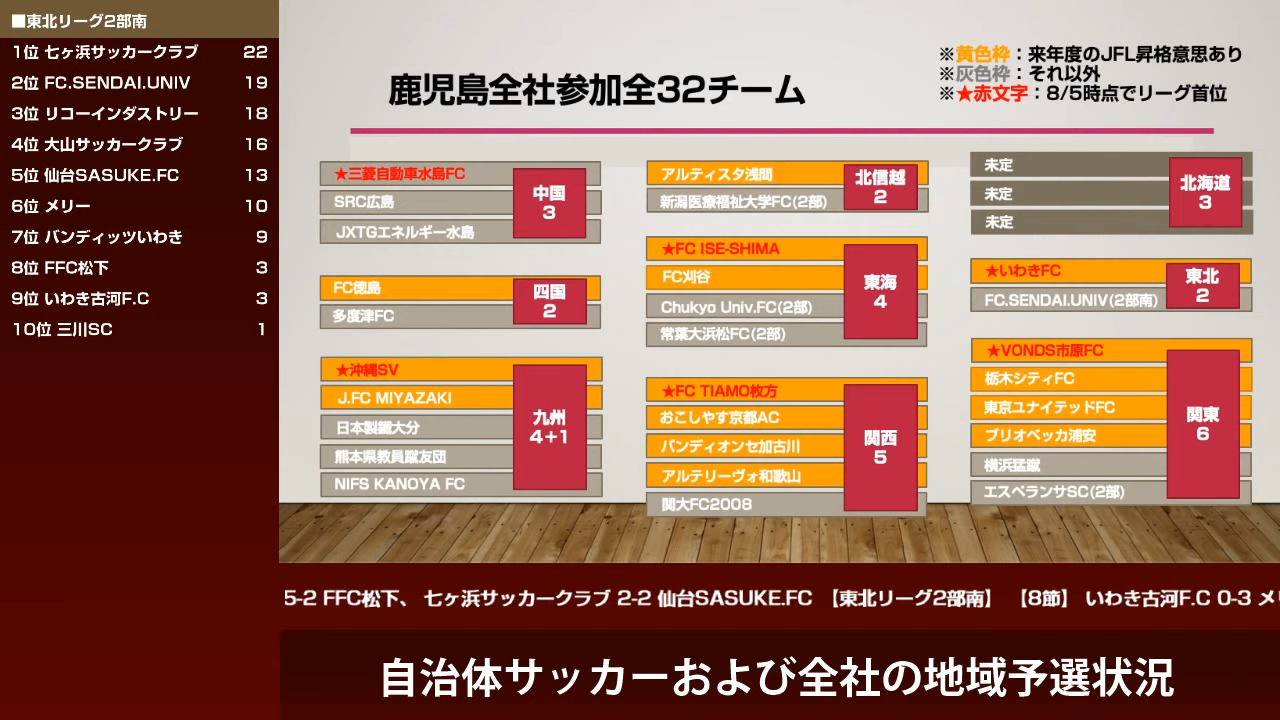 ■東北リーグ2部南
1位 七ヶ浜サッカークラブ 22
2位 FC.SENDAI.UNIV 19
3位 リコーインダストリー 18
4位 大山サッカークラブ 16
5位 仙台SASUKE.FC 13
6位 メリー 10
7位 バンディッツいわき 9
8位 FFC松下 3
9位 いわき古河F.C 3
10位 三川SC 1
鹿児島全社参加全32チーム
※黄色枠：来年度のJFL昇格意思あり
※灰色枠：それ以外
※★赤文字：8/5時点でリーグ首位
★三菱自動車水島FC
SRC広島
JXTGエネルギー水島
中国
3
FC徳島
多度津FC
四国
2
★沖縄SV
J.FC MIYAZAKI
日本製鐵大分
熊本県教員蹴友団
NIFS KANOYA FC
九州
4+1
アルティスタ浅間
新潟医療福祉大学FC(2部)
北信越
2
★FC ISE-SHIMA
FC刈谷
Chukyo Univ.FC(2部)
常葉大浜松FC(2部)
東海
4
★FC TIAMO枚方
おこしやす京都AC
バンディオンセ加古川
アルテリーヴォ和歌山
関大FC2008
関西
5
未定
未定
未定
北海道
3
★いわきFC
FC.SENDAI.UNIV(2部南)
東北
2
★VONDS市原FC
栃木シティFC
東京ユナイテッドFC
ブリオベッカ浦安
横浜猛蹴
エスペランサSC(2部)
関東
6
5-2 FFC松下、 七ヶ浜サッカークラブ 2-2 仙台SASUKE.FC 【東北リーグ2部南】 【8節】 いわき古河F.C 0-3 メ
自治体サッカーおよび全社の地域予選状況